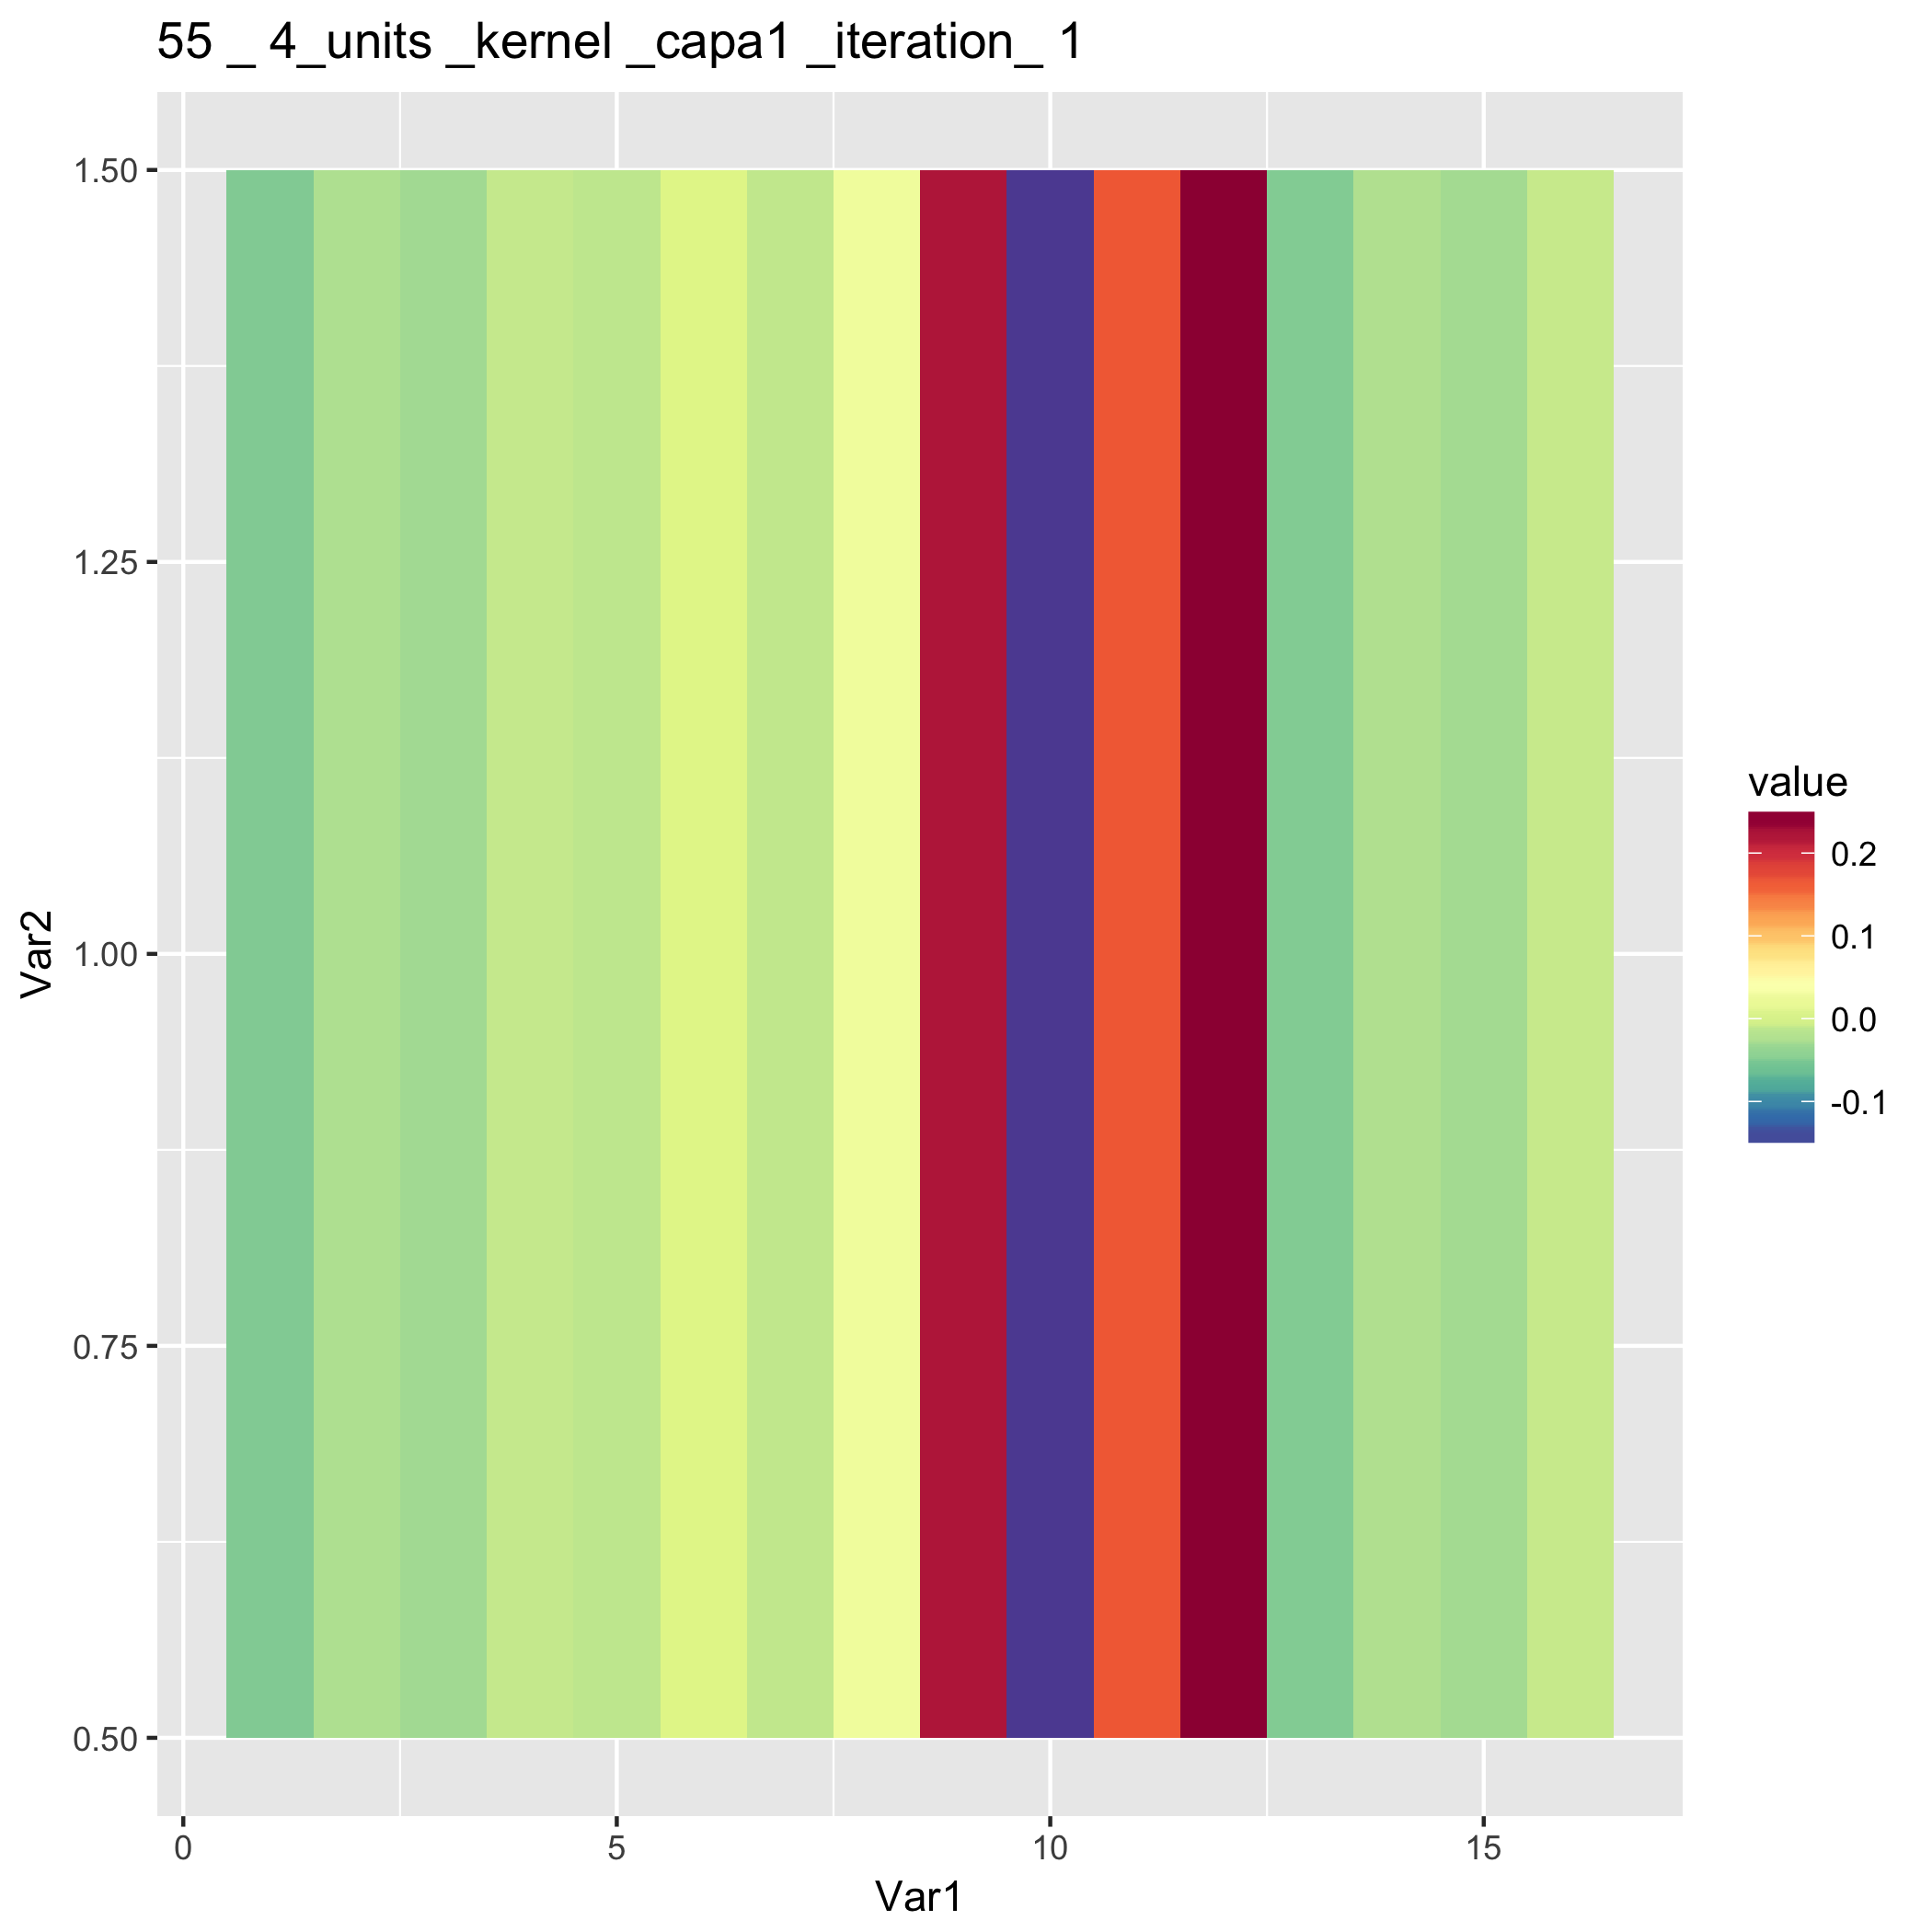 55 _ 4_units _kernel _capa1 _iteration_ 1
1.50
1.25
1.00
0.75
0.50
Var2
0 5 10 15
Var1
value
0.2
0.1
0.0
-0.1